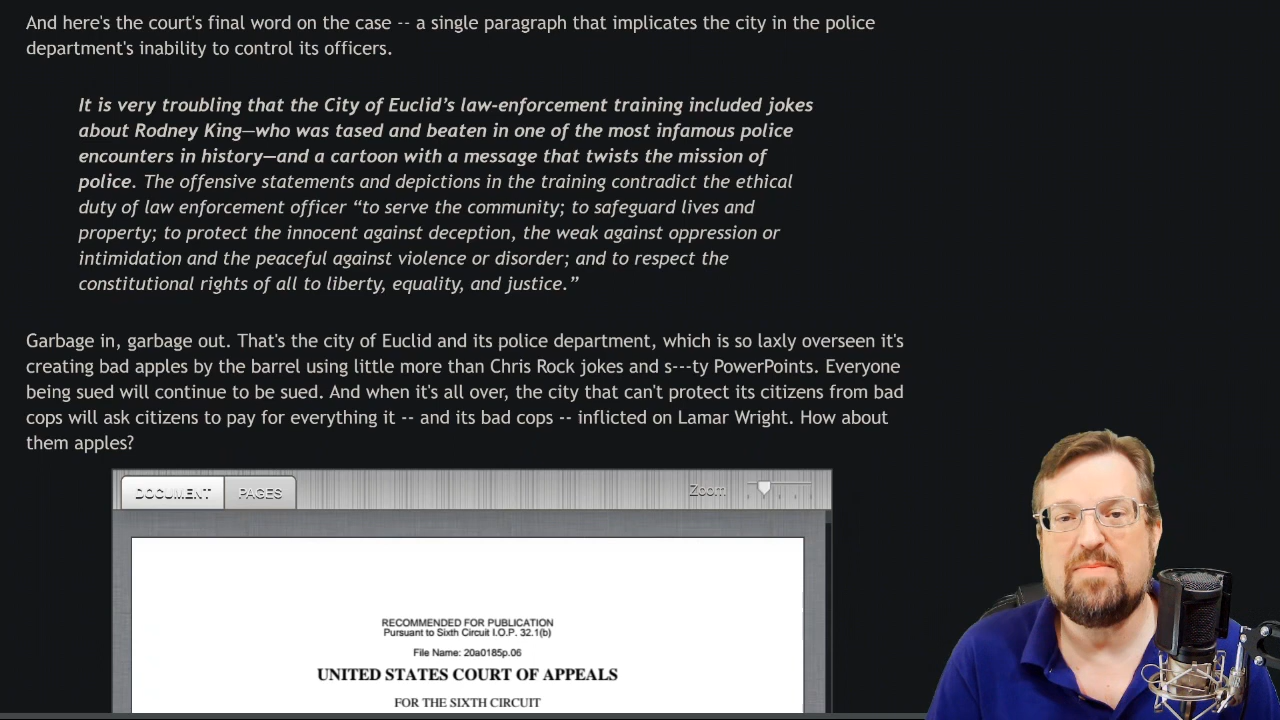 And here's the court's final word on the case -- a single paragraph that implicates the city in the police
department's inability to control its officers.
It is very troubling that the City of Euclid’s law-enforcement training included jokes
about Rodney King—who was tased and beaten in one of the most infamous police
encounters in history—and a cartoon with a message that twists the mission of
police. The offensive statements and depictions in the training contradict the ethical
duty of law enforcement officer “to serve the community; to safeguard lives and
property; to protect the innocent against deception, the weak against oppression or
intimidation and the peaceful against violence or disorder; and to respect the
constitutional rights of all to liberty, equality, and justice.”
Garbage in, garbage out. That's the city of Euclid and its police department, which is so laxly overseen it's
creating bad apples by the barrel using little more than Chris Rock jokes and s---ty PowerPoints. Everyone
being sued will continue to be sued. And when it's all over, the city that can't protect its citizens from bad
cops will ask citizens to pay for everything it -- and its bad cops -- inflicted on Lamar Wright. How about
them apples?
DOCUMENT PAGES Zoom
RECOMMENDED FOR PUBLICATION
Pursuant to Sixth Circuit I.O.P. 32.1(b)
File Name: 20a0185p.06
UNITED STATES COURT OF APPEALS
FOR THE SIXTH CIRCUIT